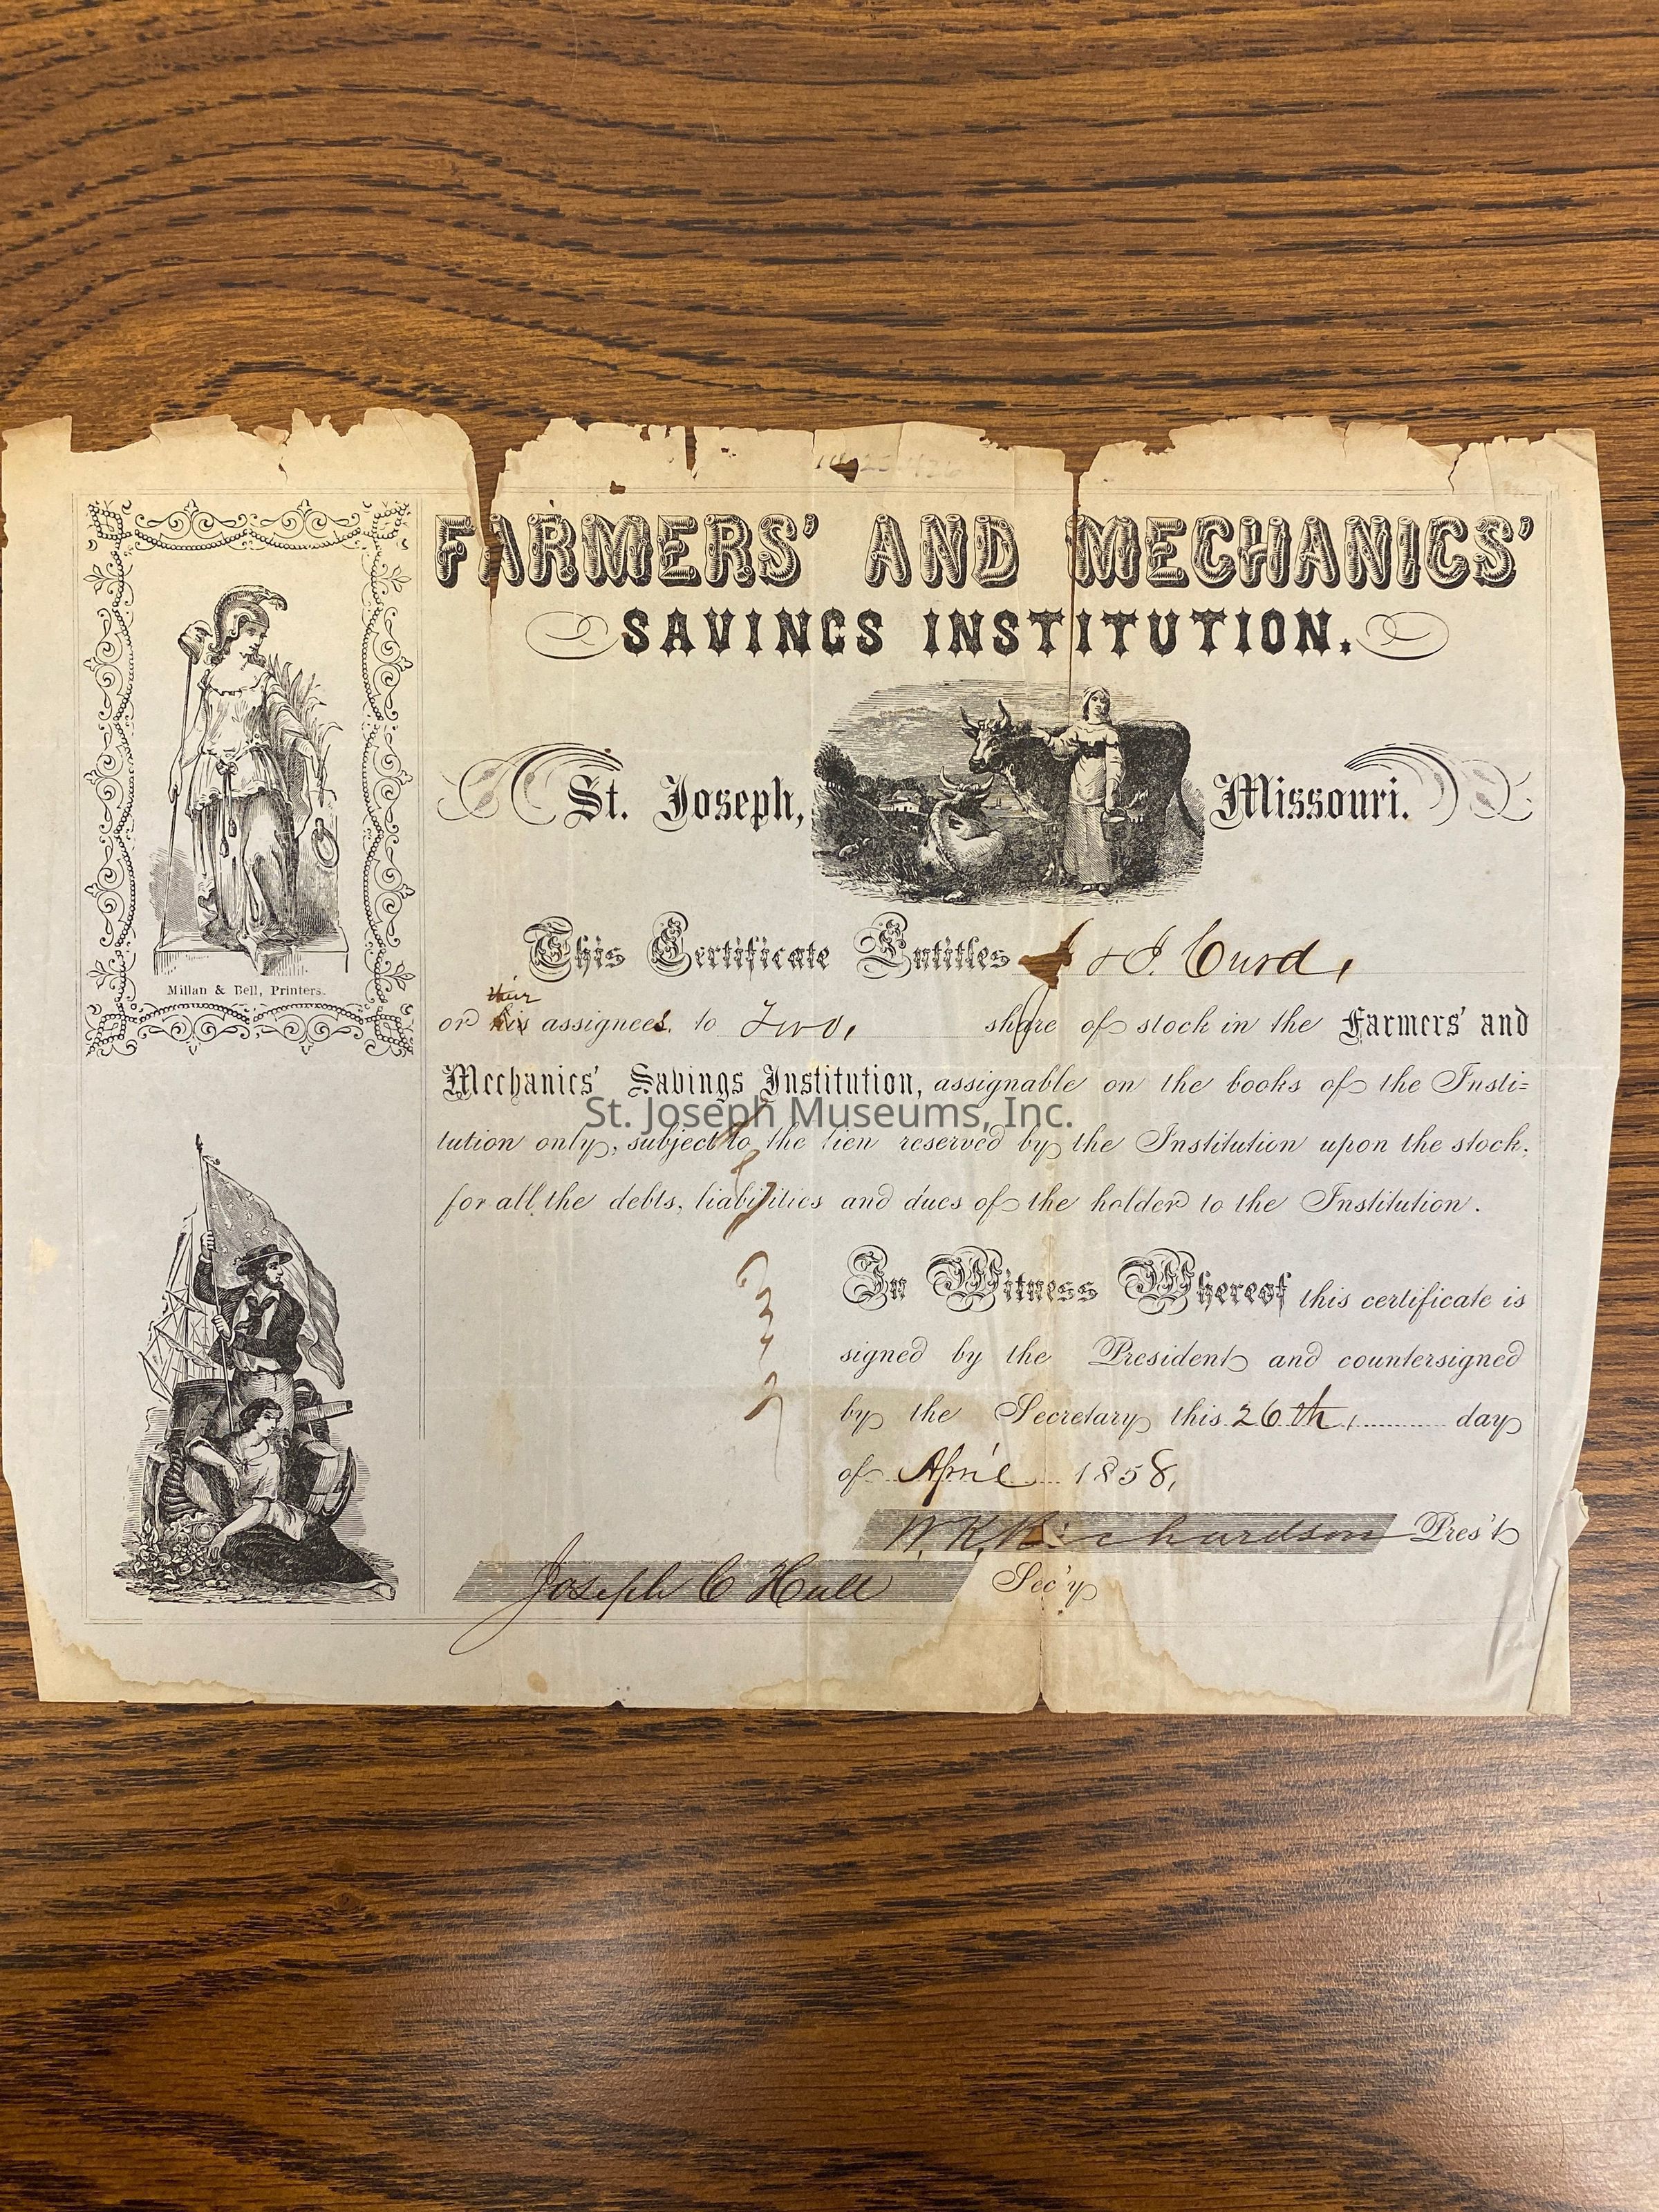 FARMERS' AND MECHANICS'
SAVINGS INSTITUTION.
St. Joseph, Missouri.
This Certificate Entitles & J. Curd,
their
or his assignees, to Two, share of stock in the Farmers' and
Mechanics' Savings Institution, assignable on the books of the Insti=
tution only, subject to the lien reserved by the Institution upon the stock,
for all the debts, liabilities and dues of the holder to the Institution.
In Witness Whereof this certificate is
signed by the President and countersigned
by the Secretary this 26th, day
of April 1858,
W. K. Richardson Pres't
Joseph C Hull Sec'y
Millan & Bell, Printers.
St. Joseph Museums, Inc.